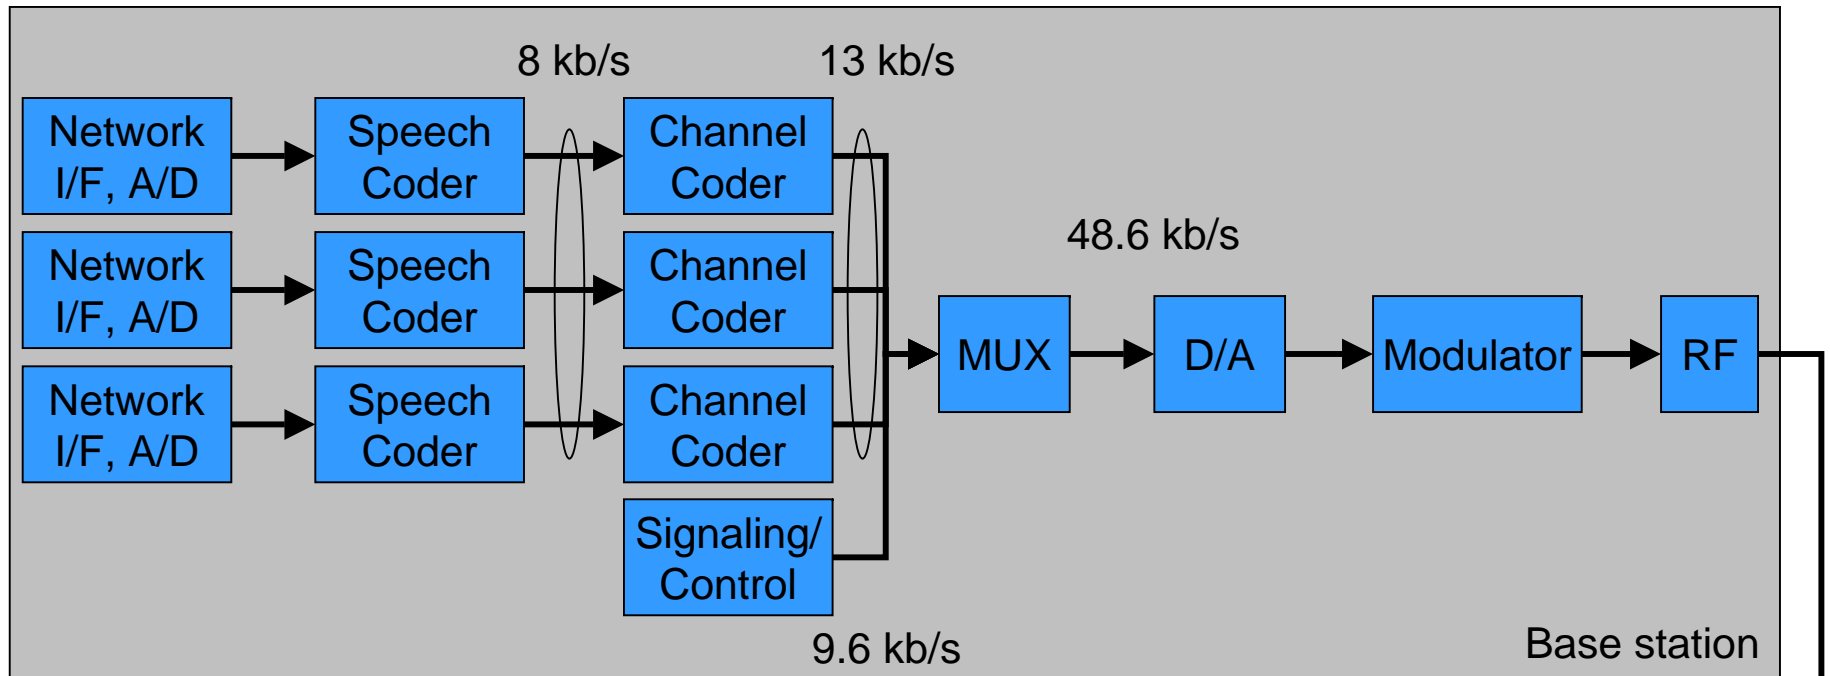 8 kb/s
13 kb/s
Network
I/F, A/D
Speech
Coder
Channel
Coder
Network
I/F, A/D
Speech
Coder
Channel
Coder
48.6 kb/s
Network
I/F, A/D
Speech
Coder
Channel
Coder
MUX
D/A
Modulator
RF
Signaling/
Control
9.6 kb/s
Base station